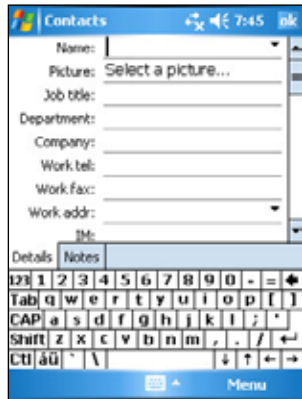 Contacts 7:45 ok
Name:
Picture: Select a picture...
Job title:
Department:
Company:
Work tel:
Work fax:
Work addr:
IM:
Details Notes
123 1 2 3 4 5 6 7 8 9 0 - =
Tab q w e r t y u i o p [ ]
CAP a s d f g h j k l ; '
Shift z x c v b n m , . /
Ctl áü ` \
Menu